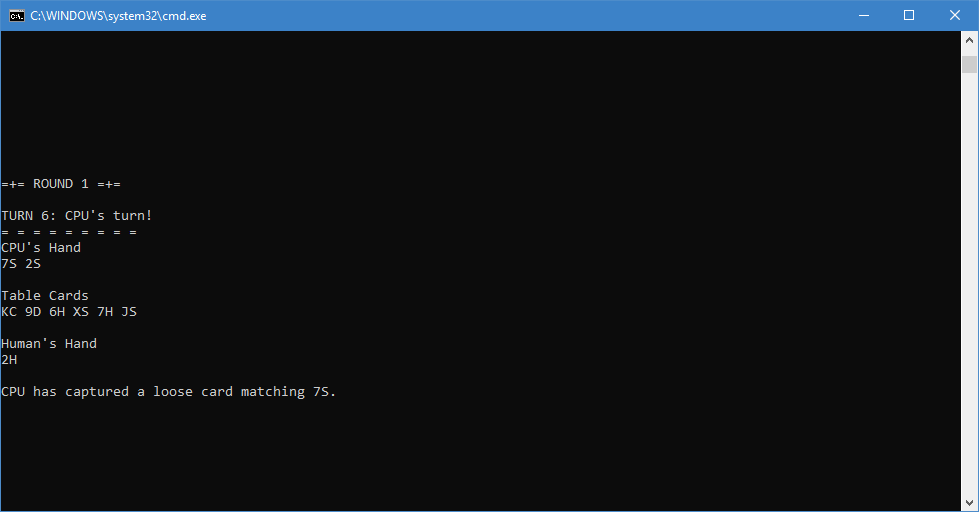 C:\WINDOWS\system32\cmd.exe
=+= ROUND 1 =+=
TURN 6: CPU's turn!
= = = = = = = = =
CPU's Hand
7S 2S
Table Cards
KC 9D 6H XS 7H JS
Human's Hand
2H
CPU has captured a loose card matching 7S.